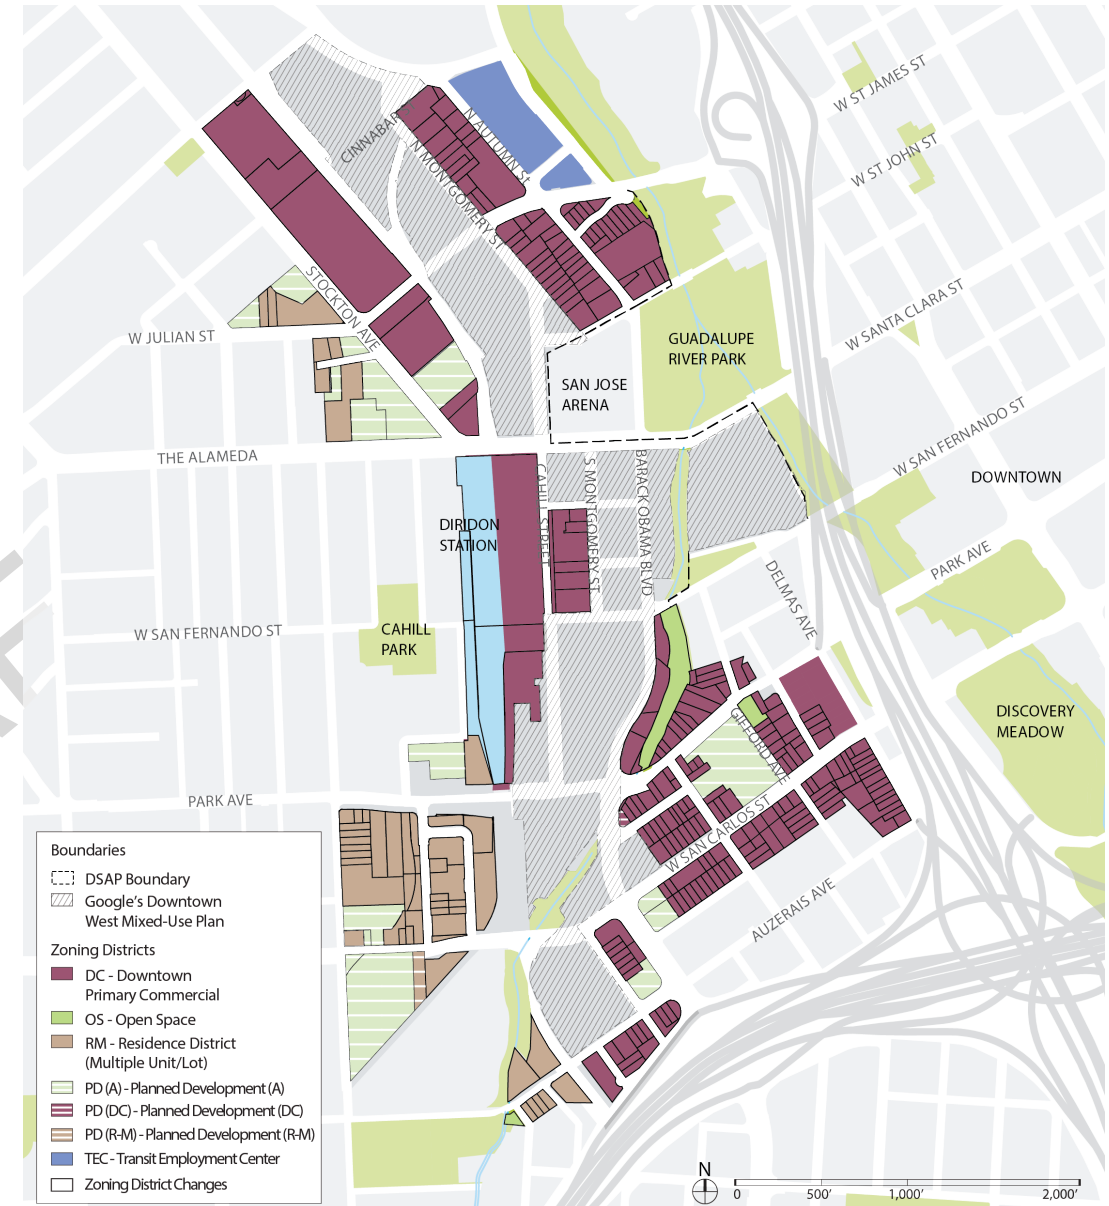 W ST JAMES ST
CINNABAR
N AUTUMN St
N MONTGOMERY ST
W ST JOHN ST
STOCKTON AVE
W SANTA CLARA ST
W JULIAN ST
GUADALUPE
RIVER PARK
SAN JOSE
ARENA
W SAN FERNANDO ST
THE ALAMEDA
DOWNTOWN
CAHILL STREET
S MONTGOMERY ST
BARACK OBAMA BLVD
DIRIDON
STATION
PARK AVE
DELMAS AVE
W SAN FERNANDO ST
CAHILL
PARK
DISCOVERY
MEADOW
GIFFORD AVE
PARK AVE
W SAN CARLOS ST
AUZERAIS AVE
Boundaries
DSAP Boundary
Google's Downtown
West Mixed-Use Plan
Zoning Districts
DC - Downtown
Primary Commercial
OS - Open Space
RM - Residence District
(Multiple Unit/Lot)
PD (A) - Planned Development (A)
PD (DC) - Planned Development (DC)
PD (R-M) - Planned Development (R-M)
TEC - Transit Employment Center
Zoning District Changes
N
0 500' 1,000' 2,000'